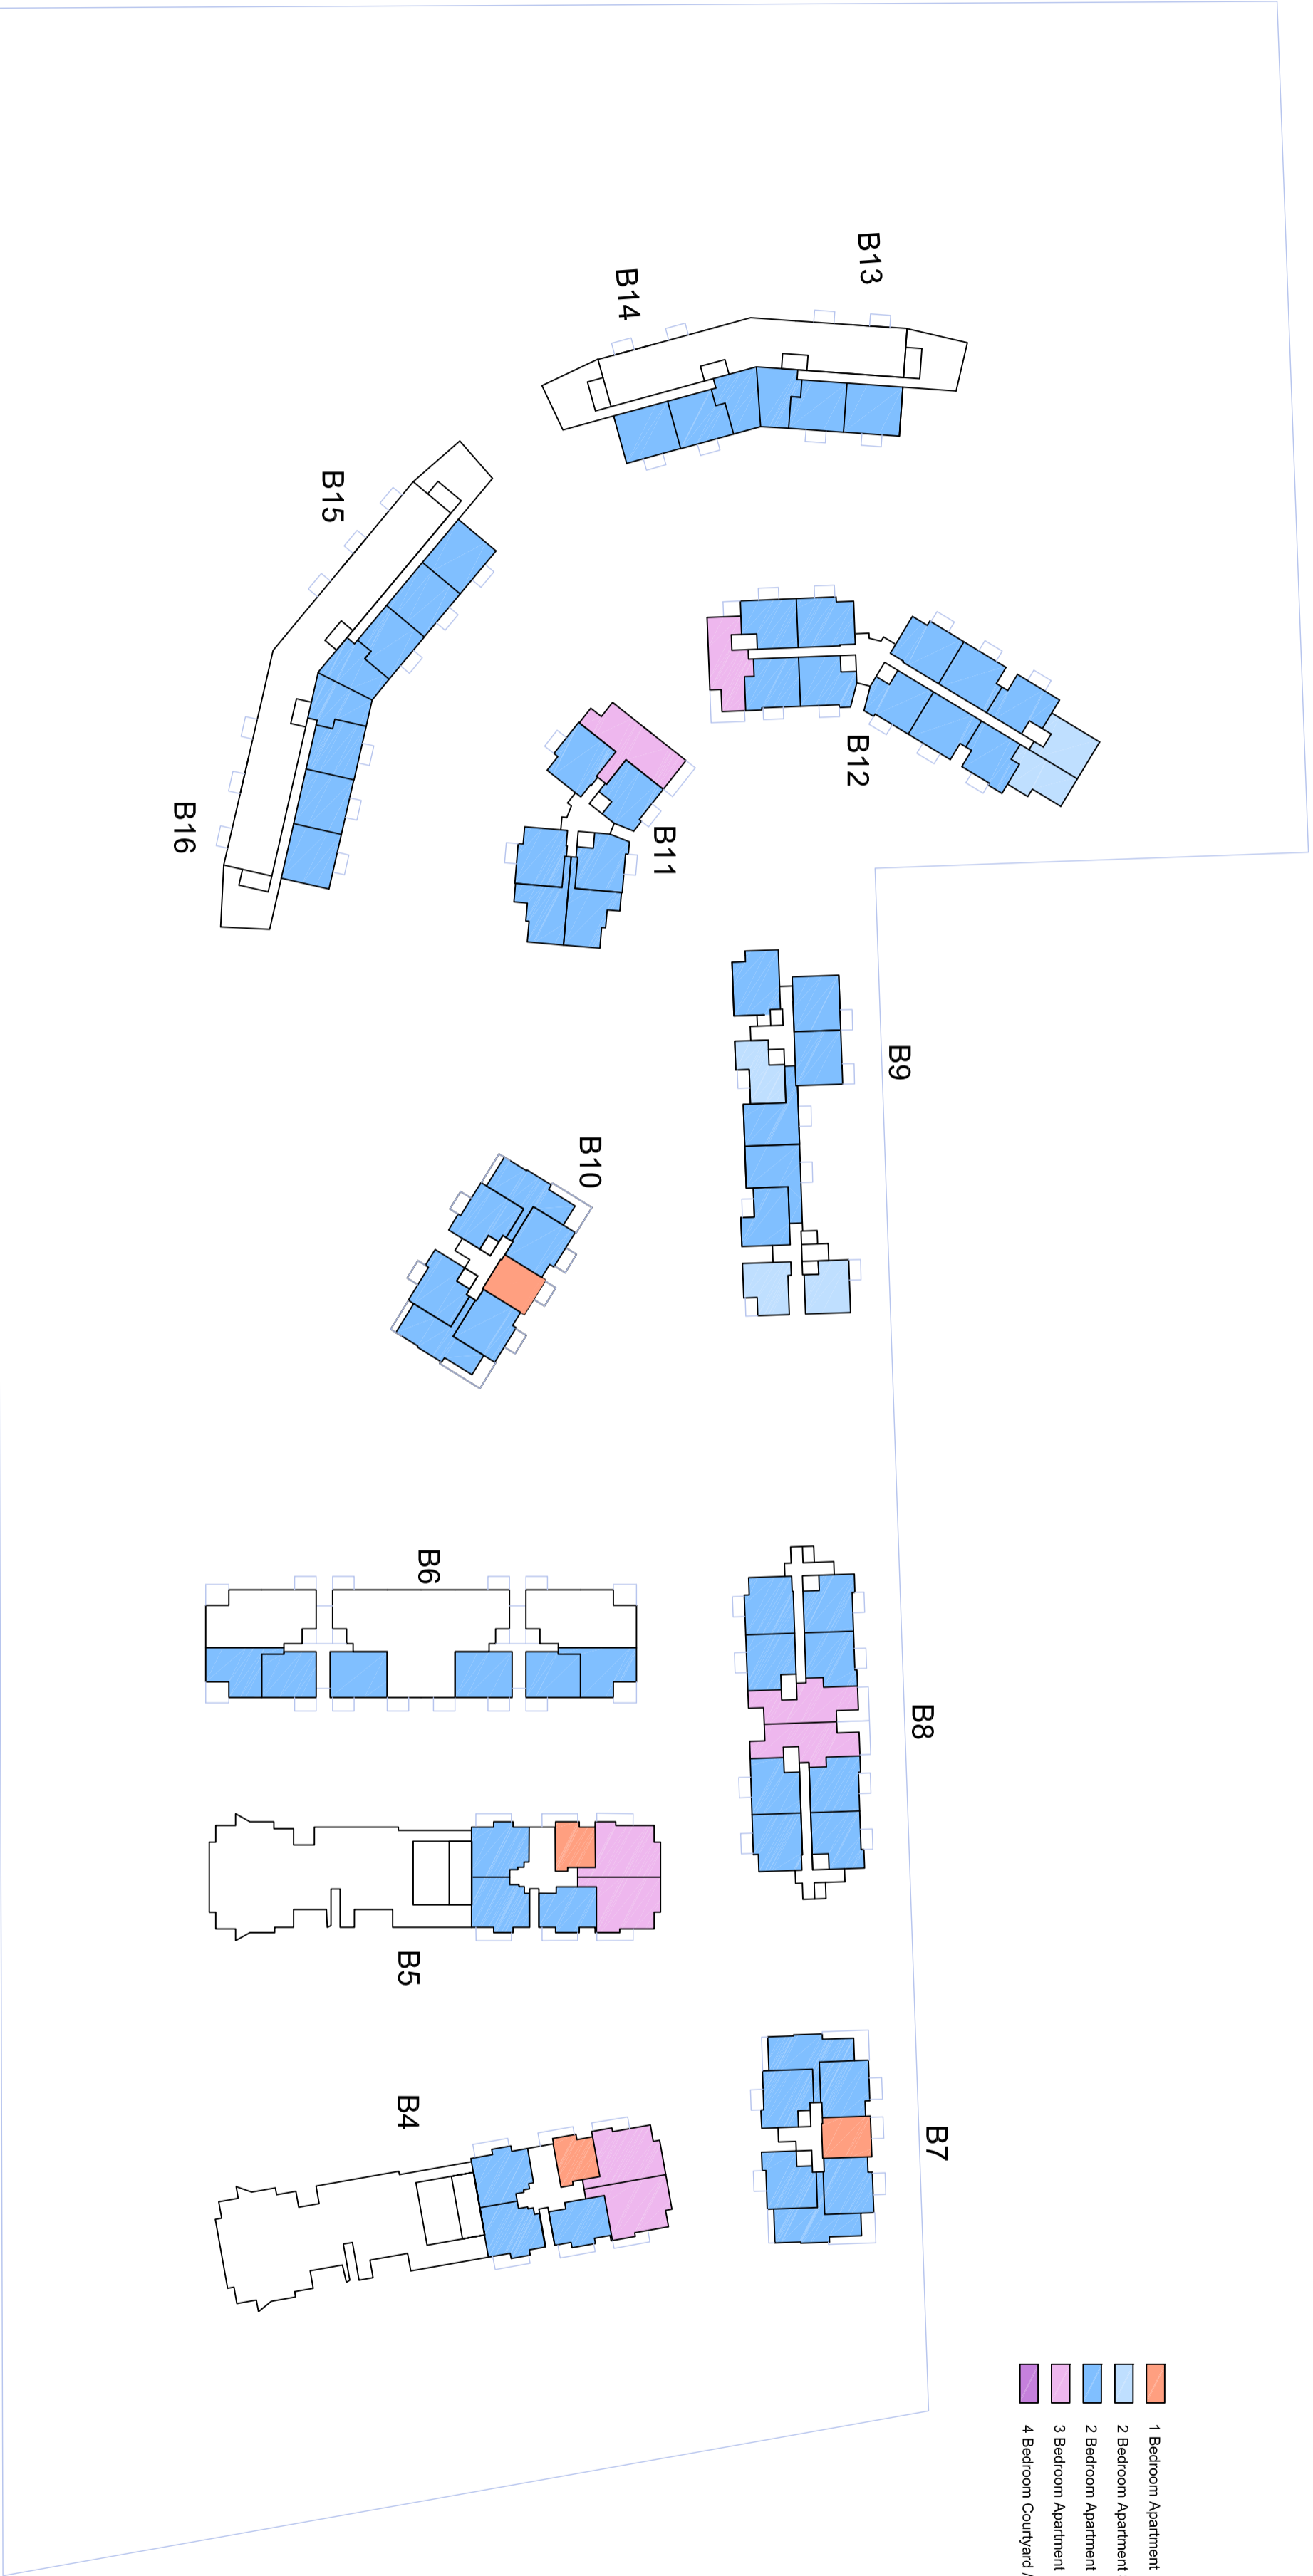 B13
B14
B15
B12
B16
B11
B9
B10
B6
B8
B5
B4
B7
1 Bedroom Apartment
2 Bedroom Apartment
2 Bedroom Apartment
3 Bedroom Apartment
4 Bedroom Courtyard /